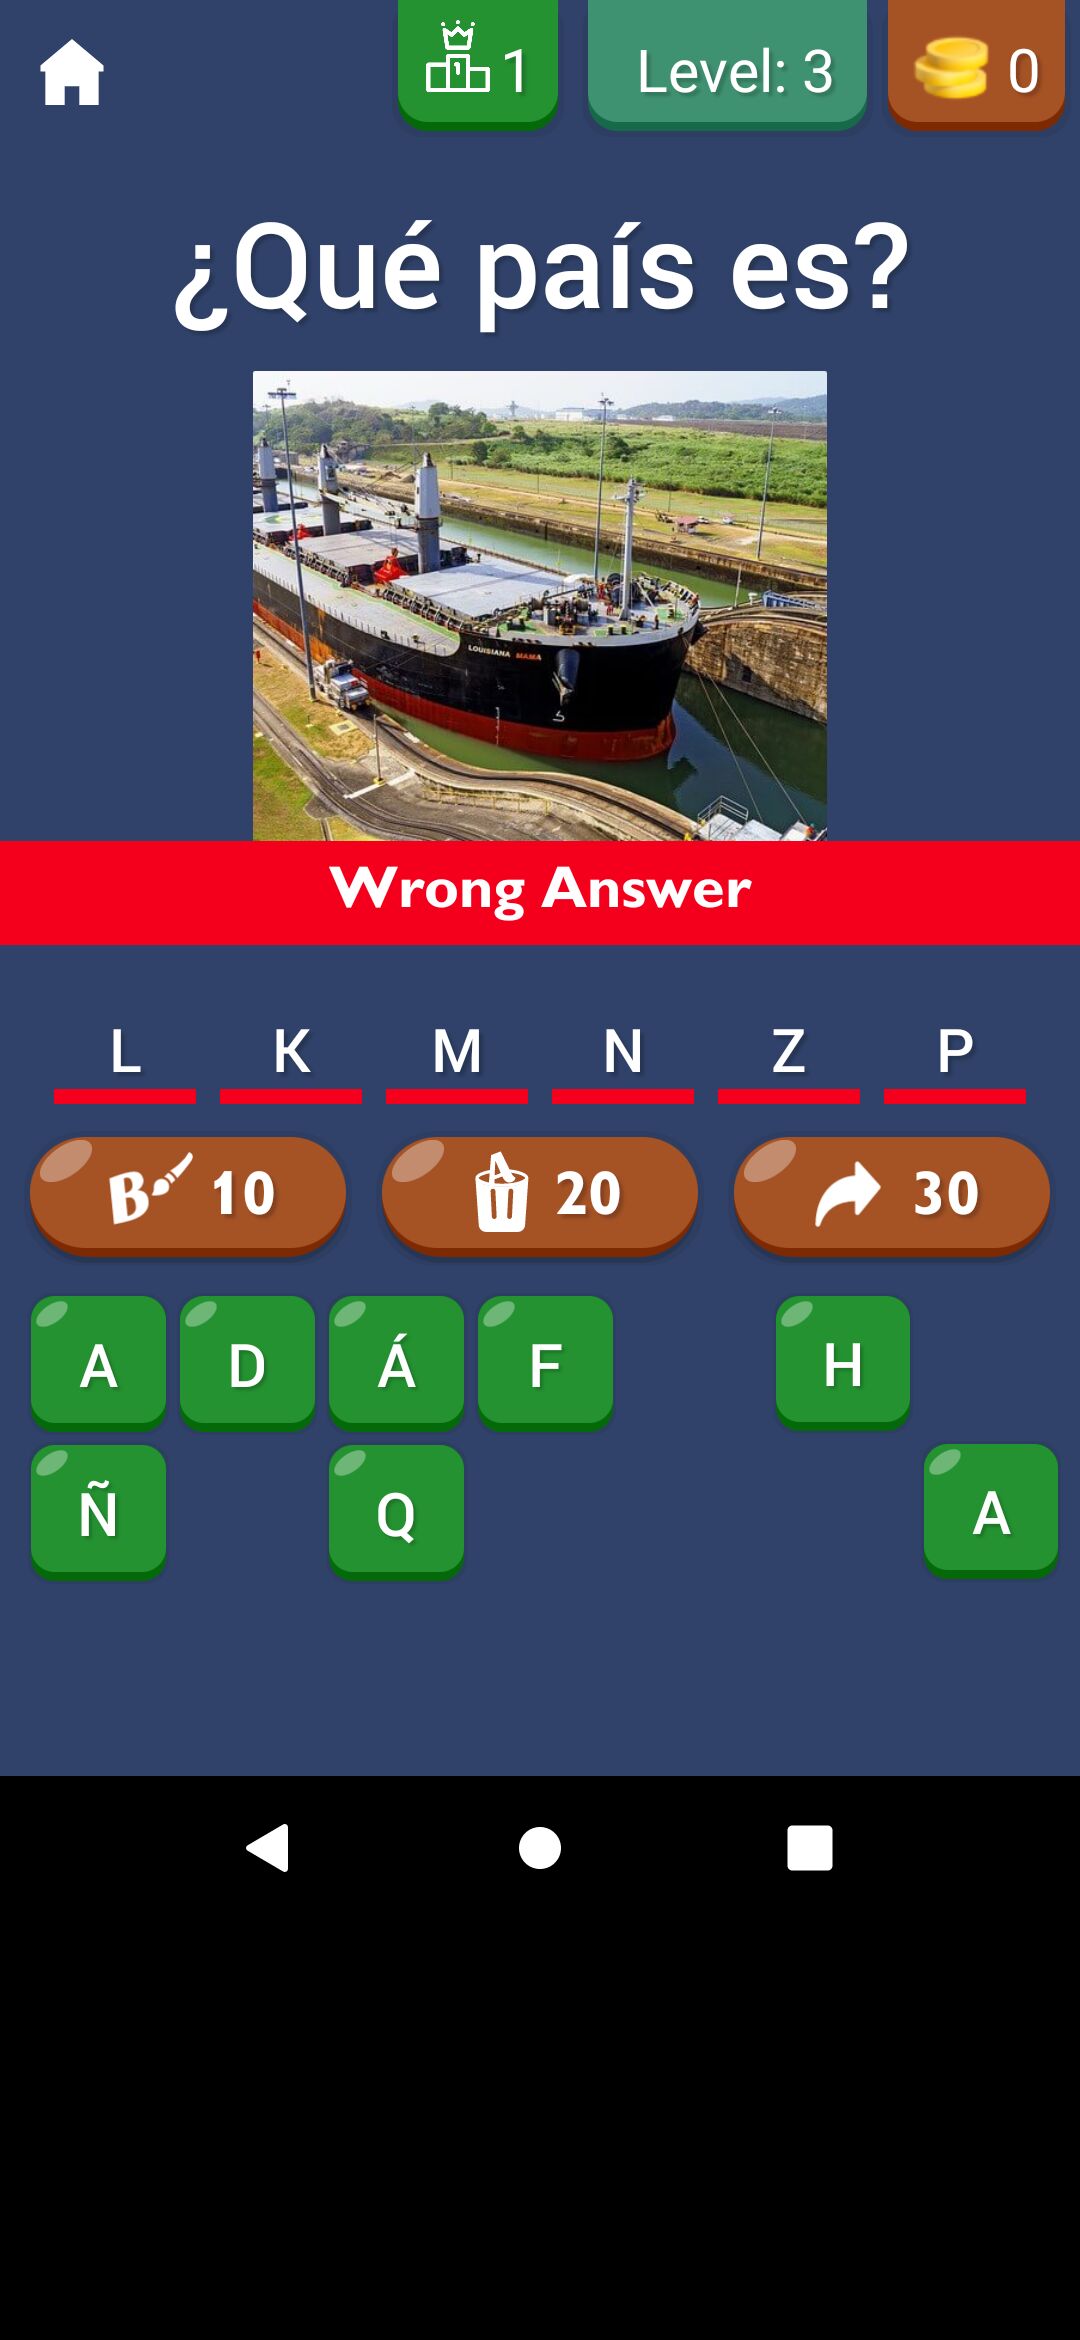 1
Level: 3
0
¿Qué país es?
LOUISIANA MAMA
Wrong Answer
L K M N Z P
B 10
20
30
A D Á F H
Ñ Q A